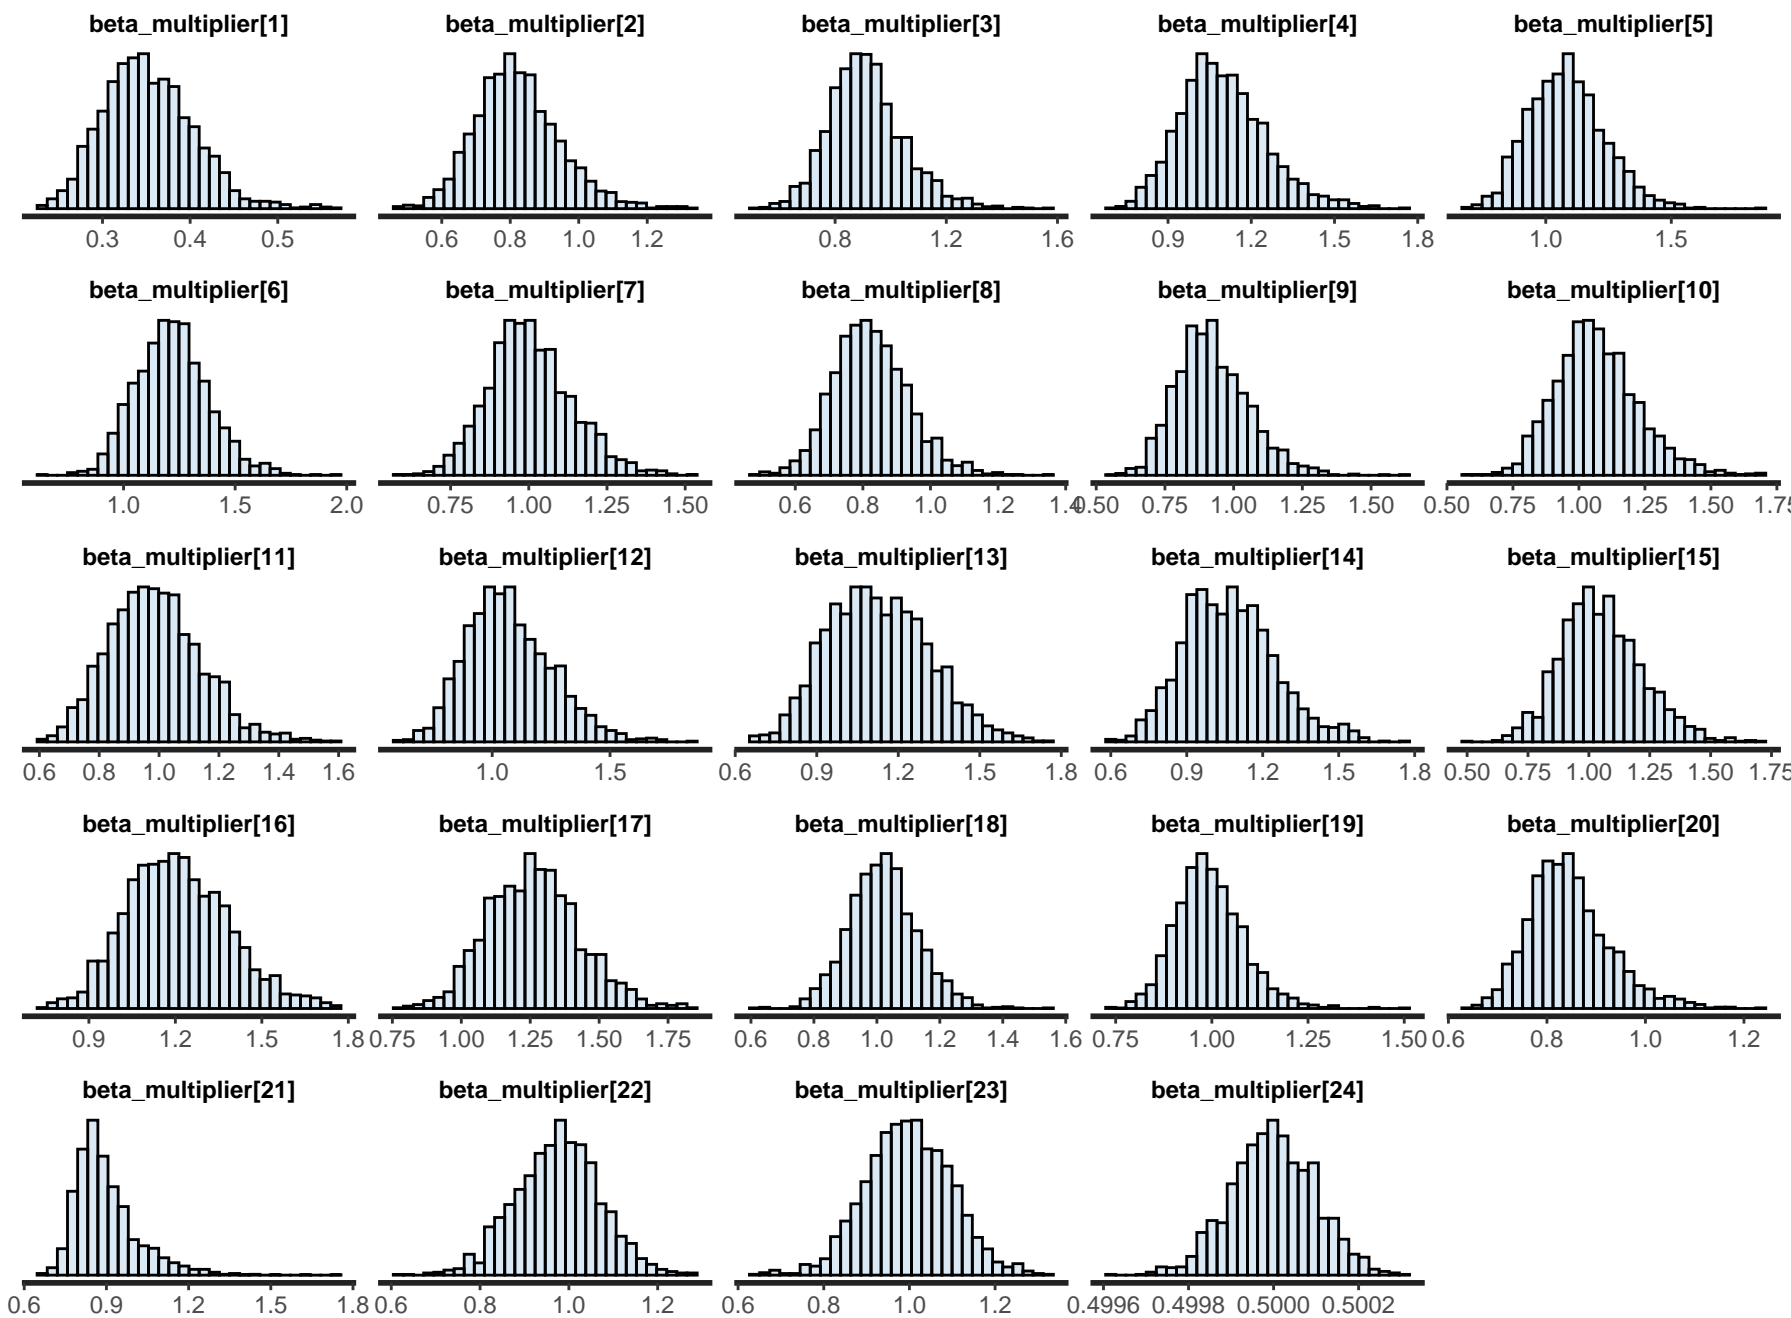 beta_multiplier[1] beta_multiplier[2] beta_multiplier[3] beta_multiplier[4] beta_multiplier[5]
0.3 0.4 0.5 0.6 0.8 1.0 1.2 0.8 1.2 1.6 0.9 1.2 1.5 1.8 1.0 1.5
beta_multiplier[6] beta_multiplier[7] beta_multiplier[8] beta_multiplier[9] beta_multiplier[10]
1.0 1.5 2.0 0.75 1.00 1.25 1.50 0.6 0.8 1.0 1.2 1.4 0.50 0.75 1.00 1.25 1.50 0.50 0.75 1.00 1.25 1.50 1.75
beta_multiplier[11] beta_multiplier[12] beta_multiplier[13] beta_multiplier[14] beta_multiplier[15]
0.6 0.8 1.0 1.2 1.4 1.6 1.0 1.5 0.6 0.9 1.2 1.5 1.8 0.6 0.9 1.2 1.5 1.8 0.50 0.75 1.00 1.25 1.50 1.75
beta_multiplier[16] beta_multiplier[17] beta_multiplier[18] beta_multiplier[19] beta_multiplier[20]
0.9 1.2 1.5 1.8 0.75 1.00 1.25 1.50 1.75 0.6 0.8 1.0 1.2 1.4 1.6 0.75 1.00 1.25 1.50 0.6 0.8 1.0 1.2
beta_multiplier[21] beta_multiplier[22] beta_multiplier[23] beta_multiplier[24]
0.6 0.9 1.2 1.5 1.8 0.6 0.8 1.0 1.2 0.6 0.8 1.0 1.2 0.4996 0.4998 0.5000 0.5002